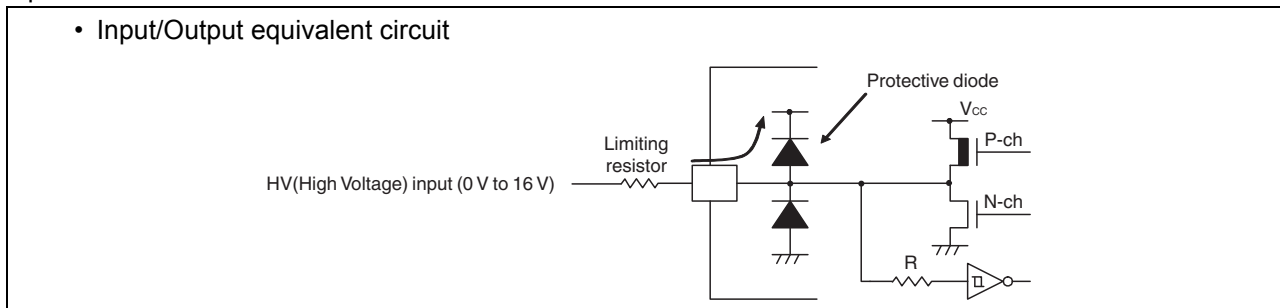 • Input/Output equivalent circuit
Protective diode
Vcc
P-ch
Limiting
resistor
HV(High Voltage) input (0 V to 16 V)
N-ch
R